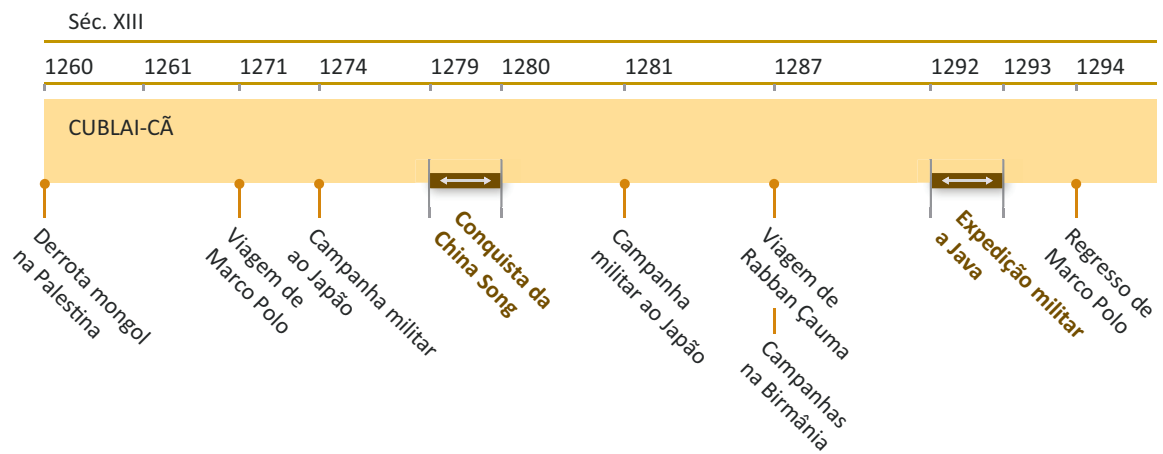 Séc. XIII
1260 1261 1271 1274 1279 1280 1281 1287 1292 1293 1294
CUBLAI-CÃ
Derrota mongol
na Palestina
Viagem de
Marco Polo
Campanha militar
ao Japão
Conquista da
China Song
Campanha
militar ao Japão
Viagem de
Rabban Çauma
Campanhas
na Birmânia
Expedição militar
a Java
Regresso de
Marco Polo